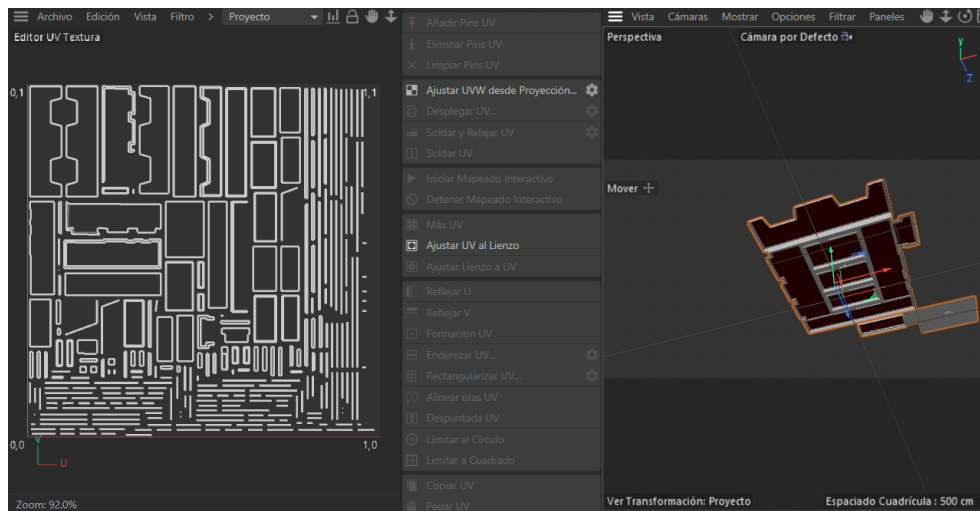 Archivo Edición Vista Filtro > Proyecto
Editor UV Textura
0,1
1,1
0,0
1,0
V
U
Zoom: 92.0%
Añadir Pins UV
Eliminar Pins UV
Limpiar Pins UV
Ajustar UVW desde Proyección...
Desplegar UV...
Soldar y Relajar UV
Soldar UV
Iniciar Mapeado Interactivo
Detener Mapeado Interactivo
Máx UV
Ajustar UV al Lienzo
Ajustar Lienzo a UV
Reflejar U
Reflejar V
Formación UV
Enderezar UV...
Rectangularizar UV...
Alinear islas UV
Despuntada UV
Limitar al Círculo
Limitar a Cuadrado
Copiar UV
Pegar UV
Vista Cámaras Mostrar Opciones Filtrar Paneles
Perspectiva
Cámara por Defecto
Y
Z
Mover
Ver Transformación: Proyecto
Espaciado Cuadrícula : 500 cm